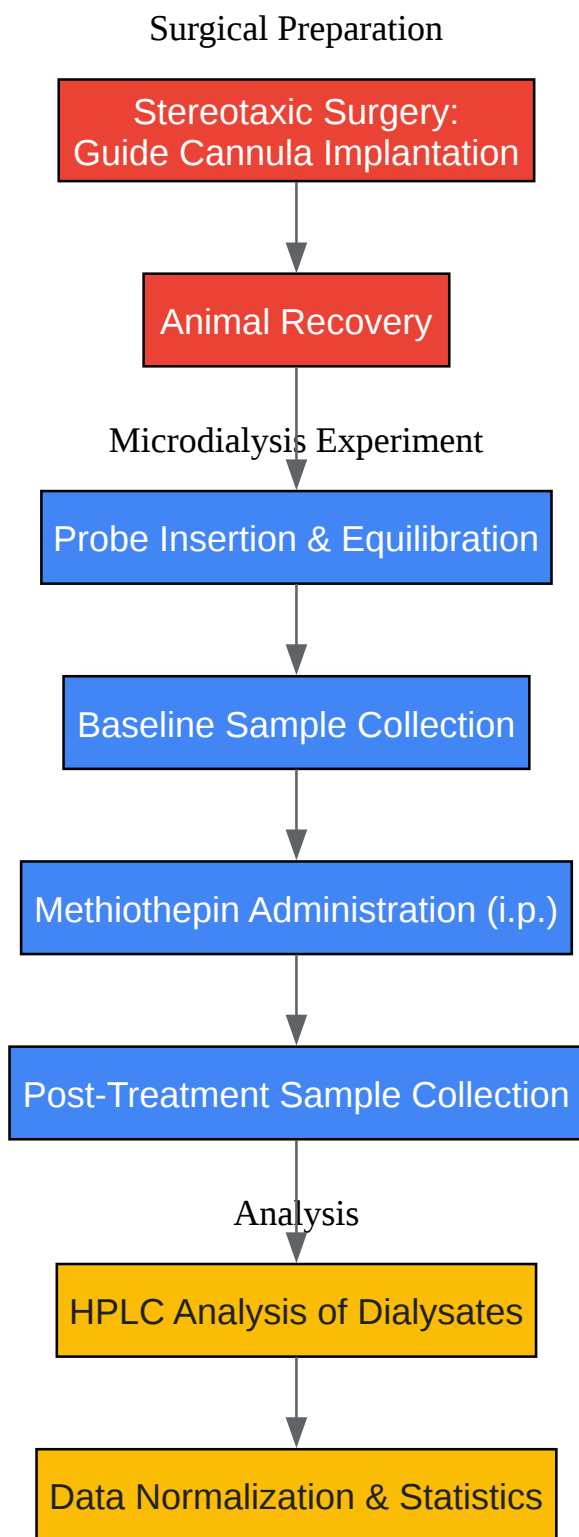 Surgical Preparation
Stereotaxic Surgery:
Guide Cannula Implantation
Animal Recovery
Microdialysis Experiment
Probe Insertion & Equilibration
Baseline Sample Collection
Methiothepin Administration (i.p.)
Post-Treatment Sample Collection
Analysis
HPLC Analysis of Dialysates
Data Normalization & Statistics